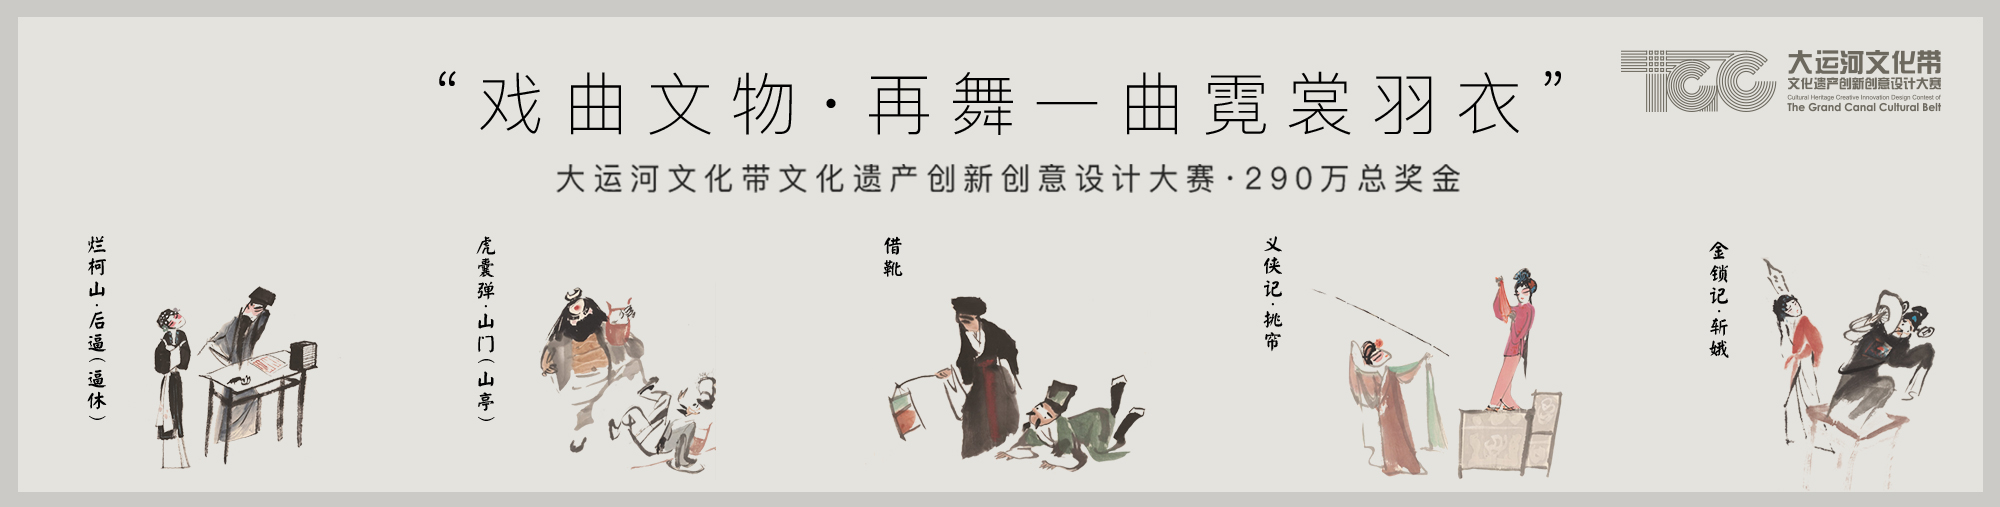 “戏曲文物·再舞一曲霓裳羽衣”
大运河文化带文化遗产创新创意设计大赛·290万总奖金
TCC
大运河文化带
文化遗产创新创意设计大赛
Cultural Heritage Creative Innovation Design Contest of
The Grand Canal Cultural Belt
烂柯山·后逼(逼休)
虎囊弹·山门(山亭)
借靴
义侠记·挑帘
金锁记·斩娥